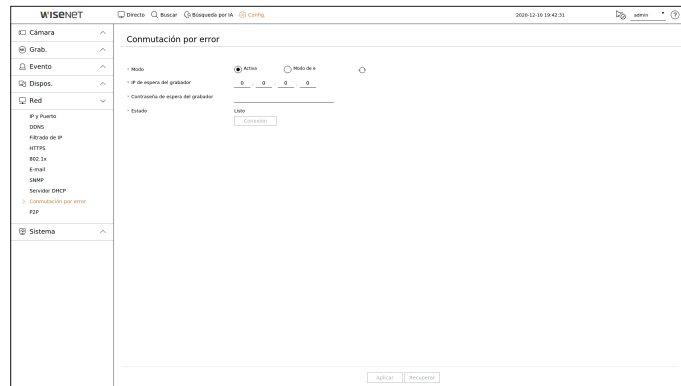 WISENET
Directo Buscar Búsqueda por IA Config. 2020-12-10 19:42:31 admin
Cámara
Grab.
Evento
Dispos.
Red
IP y Puerto
DDNS
Filtrado de IP
HTTPS
802.1x
E-mail
SNMP
Servidor DHCP
Conmutación por error
P2P
Sistema
Conmutación por error
Modo Activa Modo de e
IP de espera del grabador 0 . 0 . 0 . 0
Contraseña de espera del grabador
Estado Listo
Conexión
Aplicar Recuperar